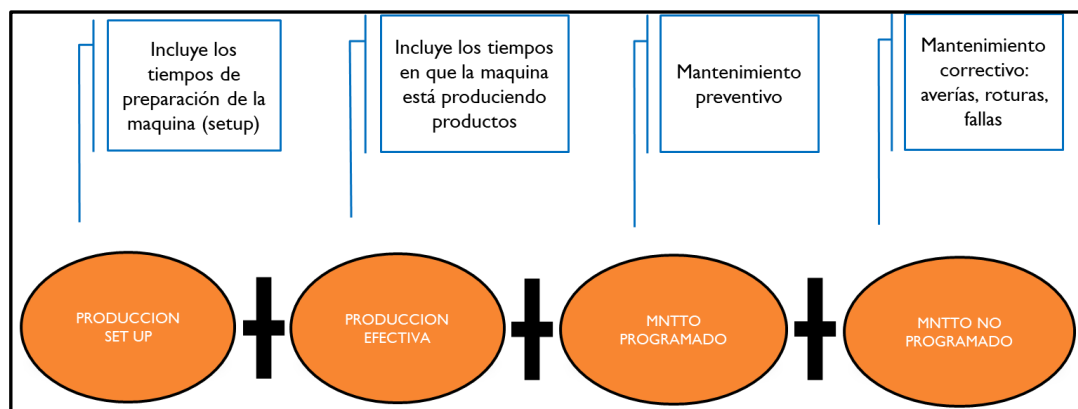 Incluye los
tiempos de
preparación de la
maquina (setup)
Incluye los tiempos
en que la maquina
está produciendo
productos
Mantenimiento
preventivo
Mantenimiento
correctivo:
averías, roturas,
fallas
PRODUCCION
SET UP
PRODUCCION
EFECTIVA
MNTTO
PROGRAMADO
MNTTO NO
PROGRAMADO